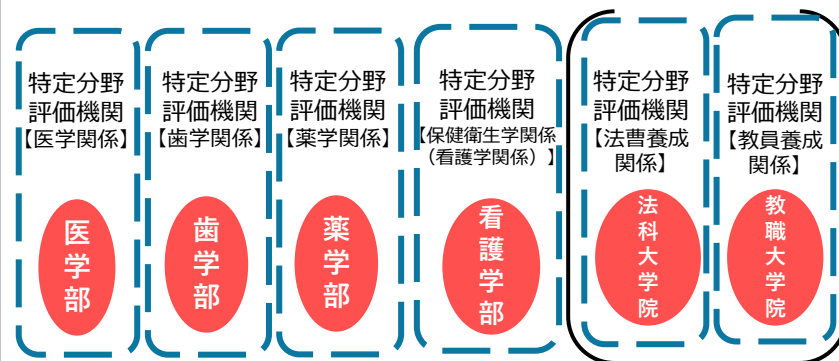 特定分野
評価機関
【医学関係】
医学部
特定分野
評価機関
【歯学関係】
歯学部
特定分野
評価機関
【薬学関係】
薬学部
特定分野
評価機関
【保健衛生学関係
（看護学関係）】
看護学部
特定分野
評価機関
【法曹養成
関係】
法科大学院
特定分野
評価機関
【教員養成
関係】
教職大学院